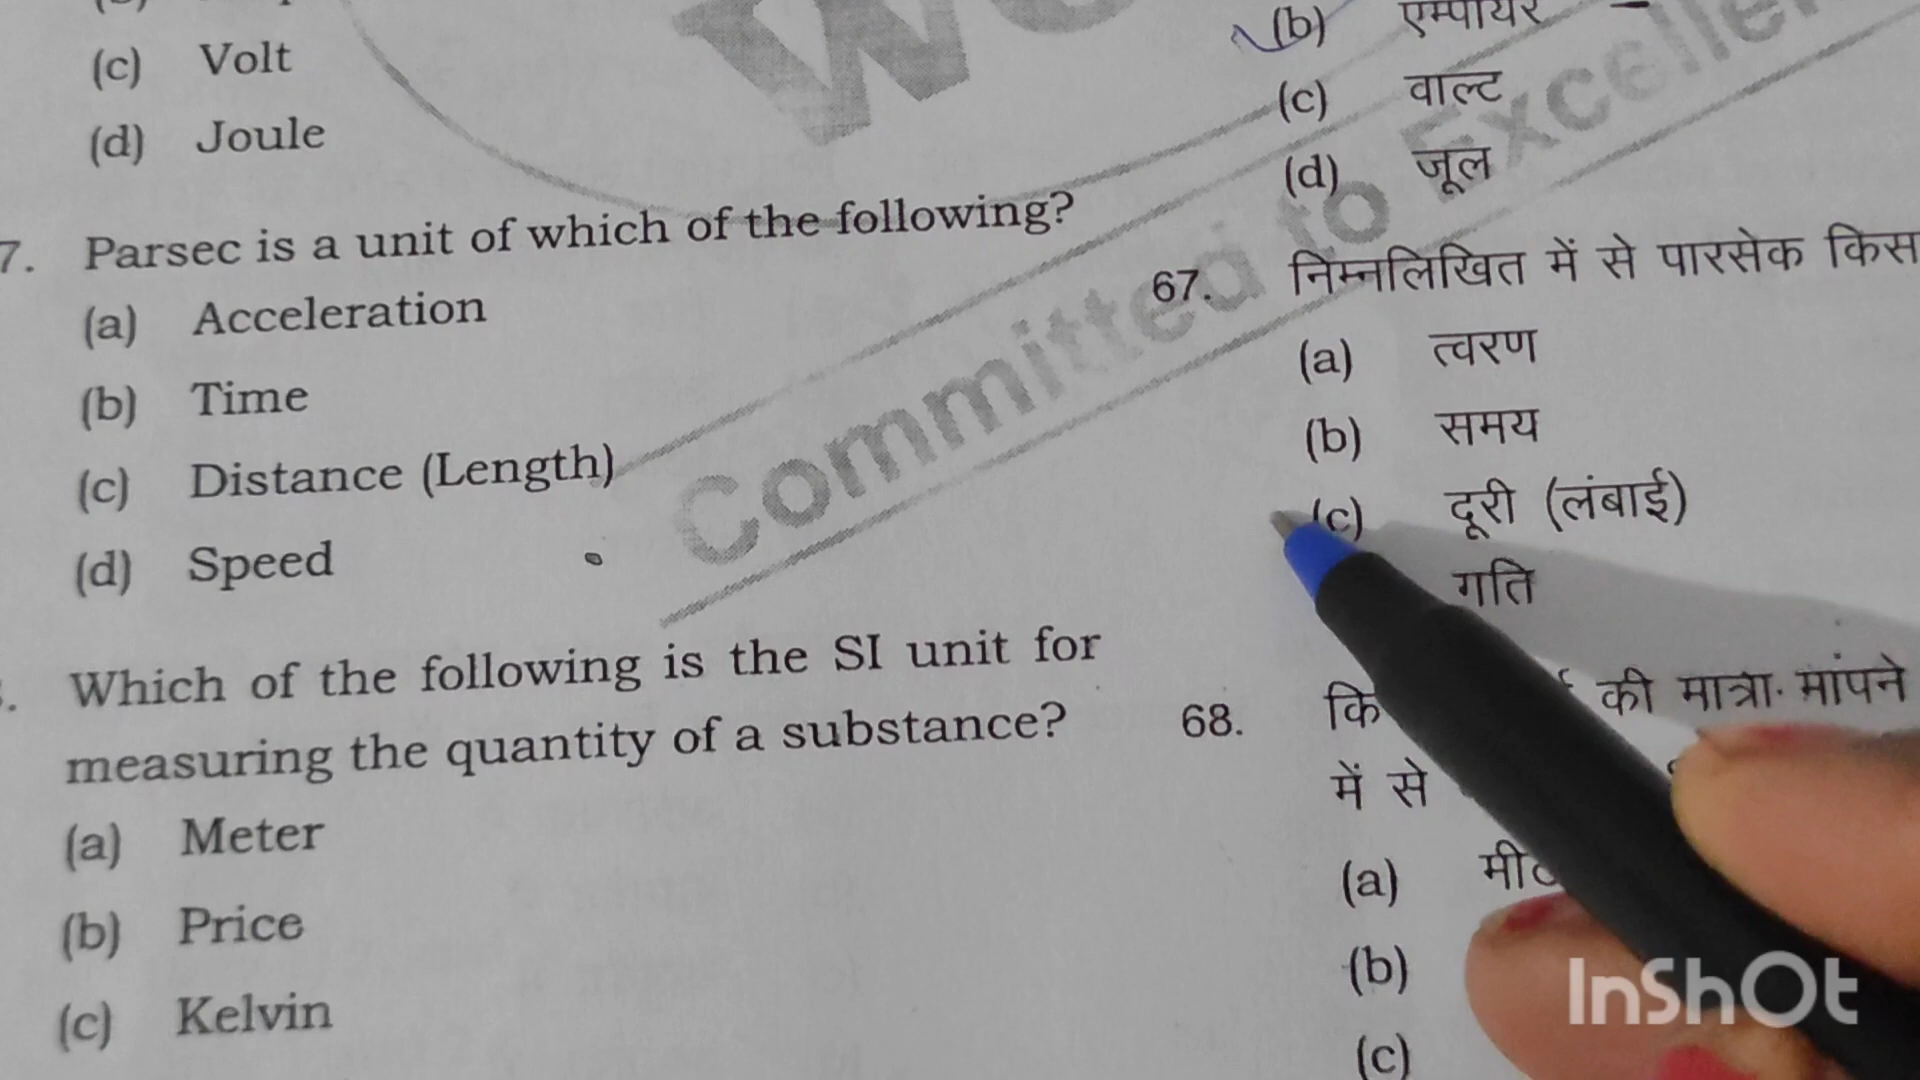 (c) Volt
(d) Joule
7. Parsec is a unit of which of the following?
(a) Acceleration
(b) Time
(c) Distance (Length)
(d) Speed
Which of the following is the SI unit for
measuring the quantity of a substance?
(a) Meter
(b) Price
(c) Kelvin
(b) एम्पीयर
(c) वाल्ट
(d) जूल
67. निम्नलिखित में से पारसेक किस
(a) त्वरण
(b) समय
(c) दूरी (लंबाई)
गति
68. की मात्रा मांपने
में से
(a)
(b)
(c)
Committed to
InShOt